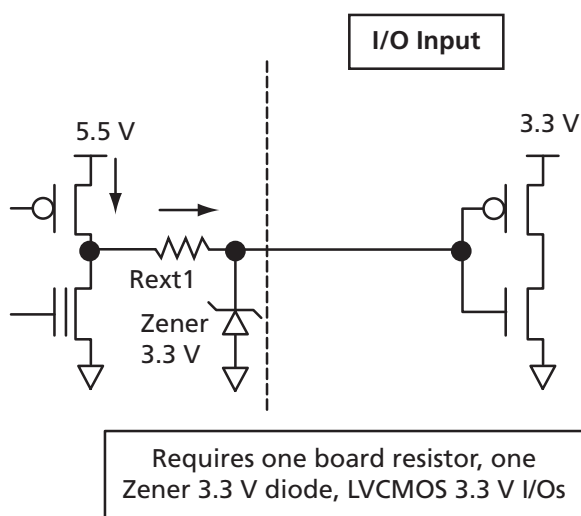 I/O Input
5.5 V
3.3 V
Rext1
Zener
3.3 V
Requires one board resistor, one
Zener 3.3 V diode, LVCMOS 3.3 V I/Os